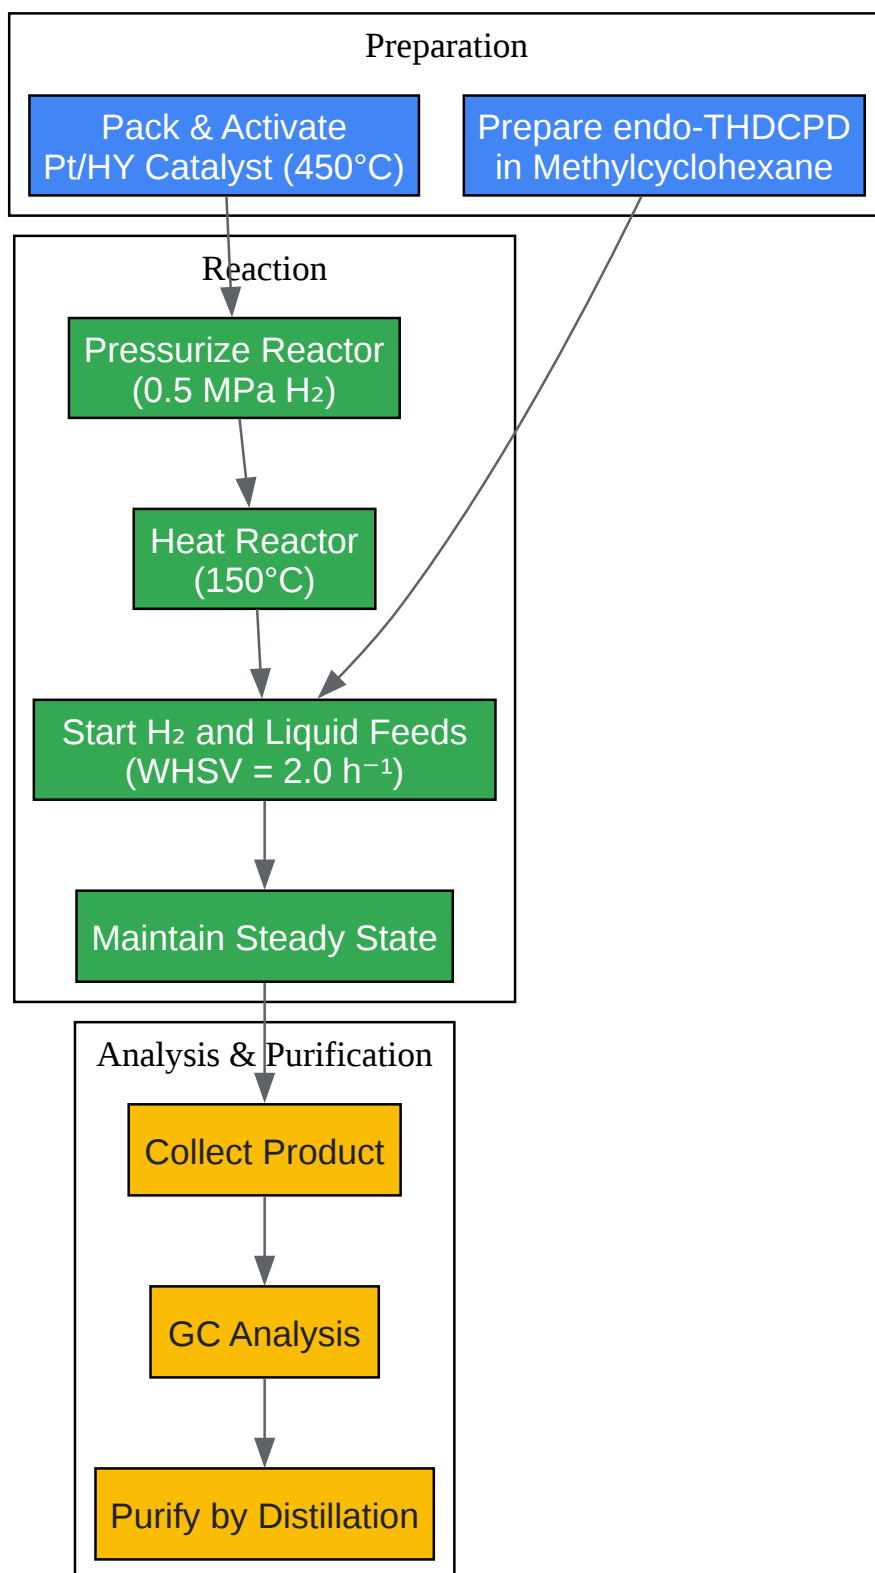 Preparation
Pack & Activate
Pt/HY Catalyst (450°C)
Prepare endo-THDCPD
in Methylcyclohexane
Reaction
Pressurize Reactor
(0.5 MPa H₂)
Heat Reactor
(150°C)
Start H₂ and Liquid Feeds
(WHSV = 2.0 h⁻¹)
Maintain Steady State
Analysis & Purification
Collect Product
GC Analysis
Purify by Distillation